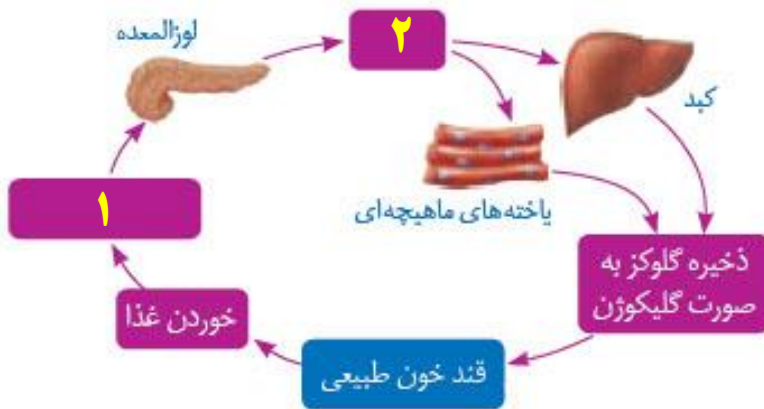 لوزالمعده
۲
کبد
۱
یاخته‌های ماهیچه‌ای
ذخیره گلوکز به
صورت گلیکوژن
خوردن غذا
قند خون طبیعی